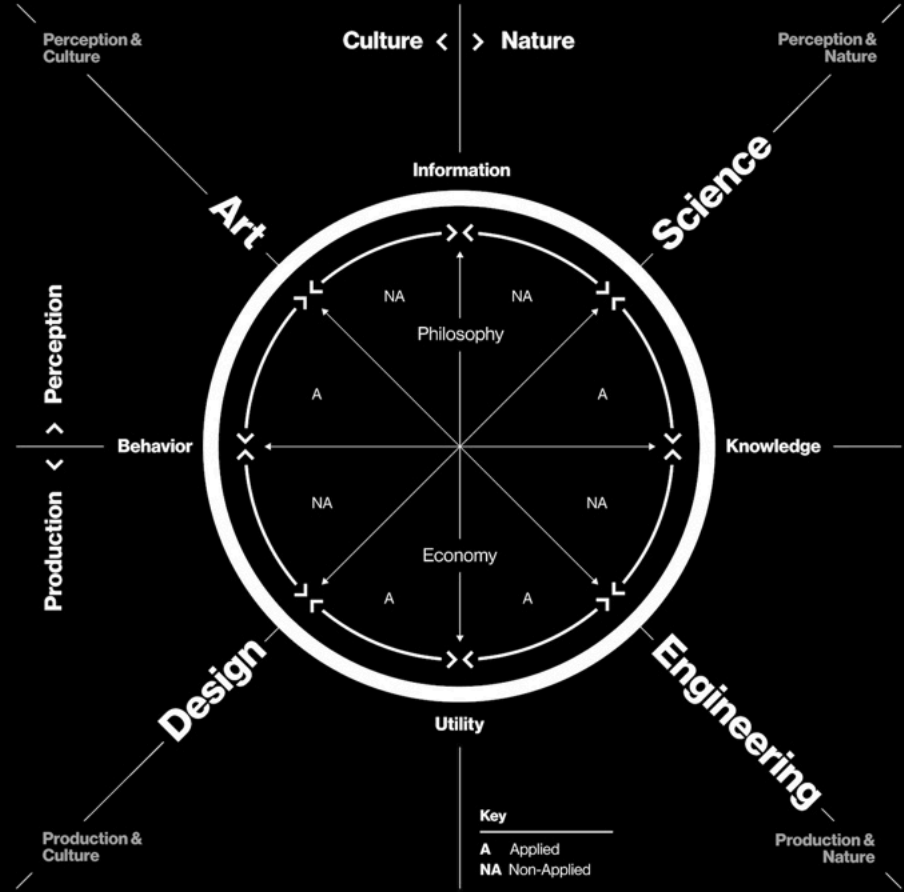 Perception &
Culture
Culture < > Nature
Perception &
Nature
Information
Art
Science
NA
NA
Philosophy
Perception
A
A
Behavior
Knowledge
Production
NA
NA
Economy
A
A
Design
Engineering
Utility
Key
A Applied
NA Non-Applied
Production &
Culture
Production &
Nature